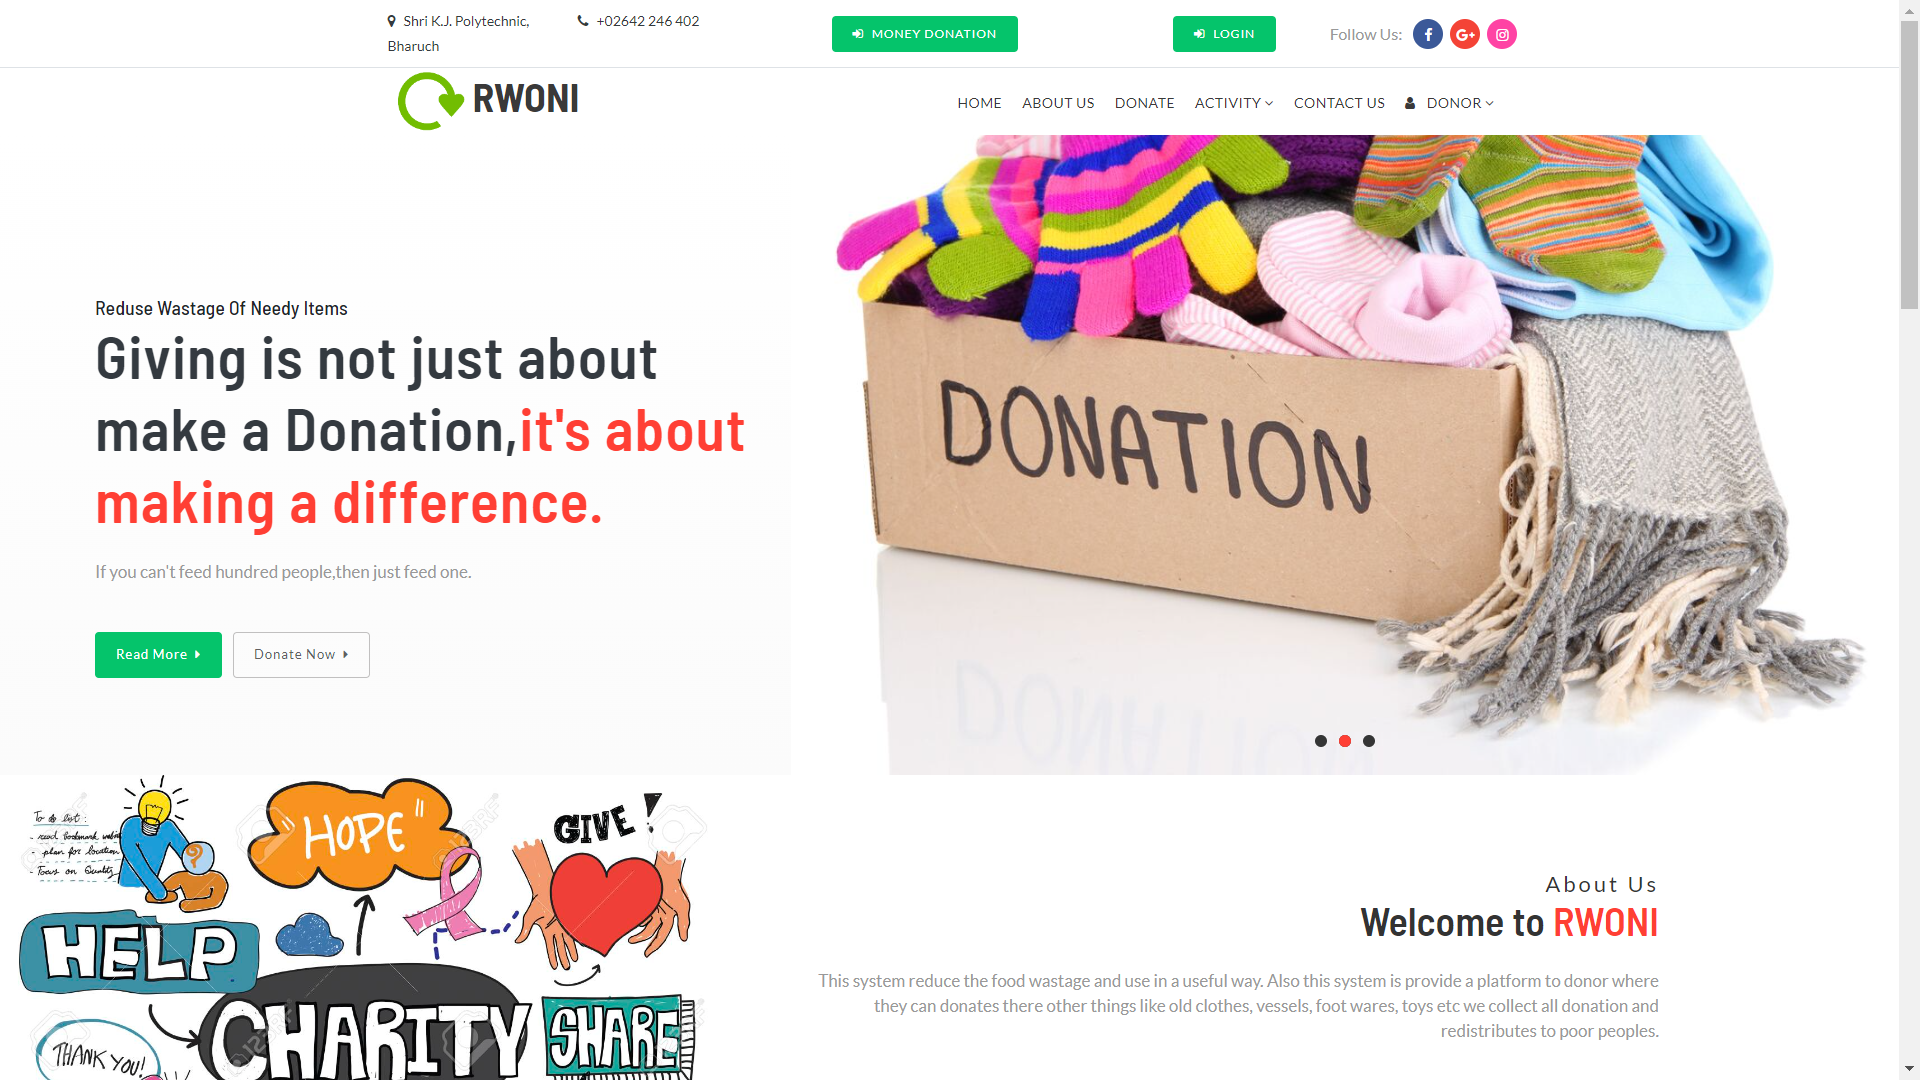 Shri K.J. Polytechnic,
Bharuch
+02642 246 402
MONEY DONATION
LOGIN
Follow Us:
RWONI
HOME ABOUT US DONATE ACTIVITY CONTACT US DONOR
Reduse Wastage Of Needy Items
Giving is not just about
make a Donation,it's about
making a difference.
If you can't feed hundred people,then just feed one.
Read More
Donate Now
DONATION
To do list:
- read bookmark
- plan for location
- Focus on Quality
"HOPE"
GIVE!
HELP
CHARITY
SHARE
THANK YOU!
About Us
Welcome to RWONI
This system reduce the food wastage and use in a useful way. Also this system is provide a platform to donor where
they can donates there other things like old clothes, vessels, foot wares, toys etc we collect all donation and
redistributes to poor peoples.